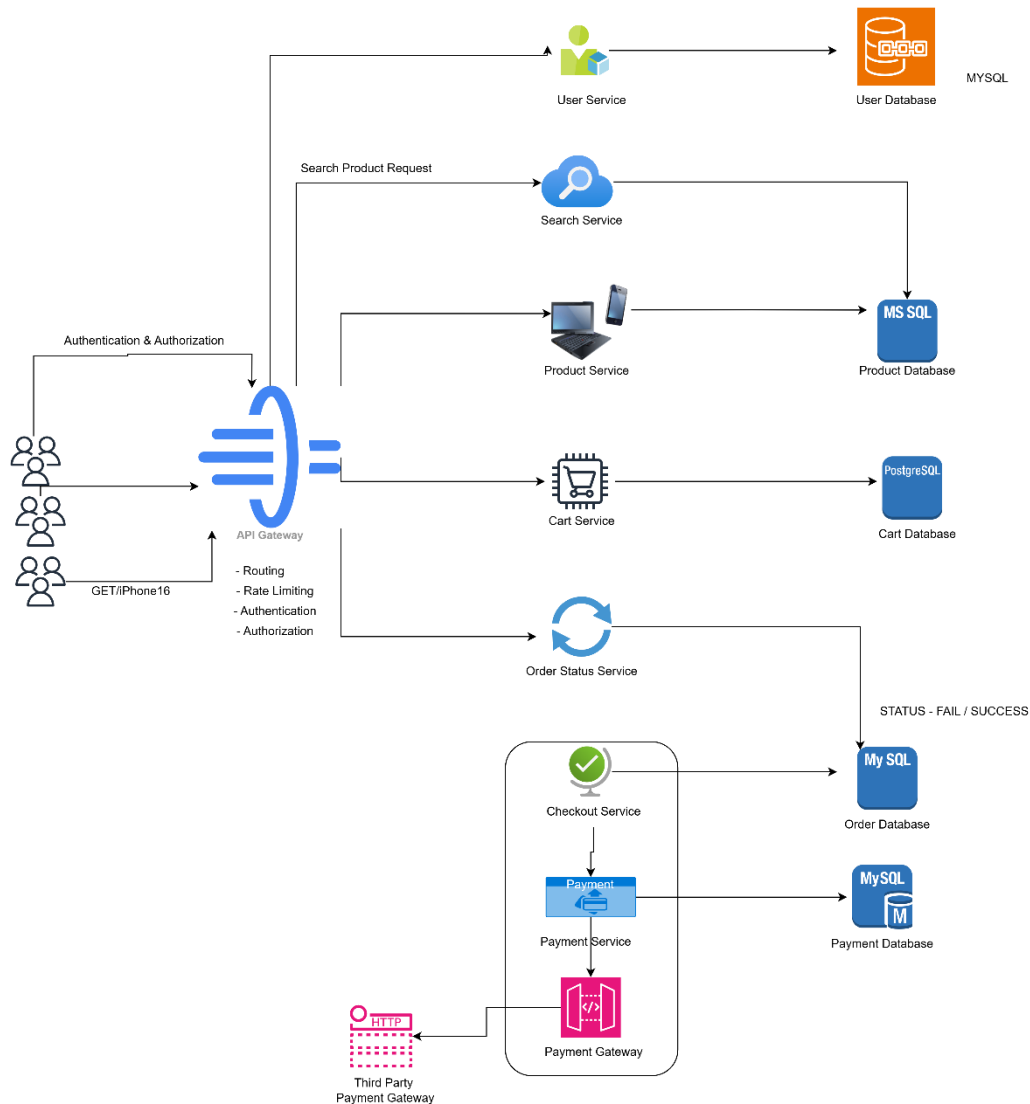 User Service
User Database
MYSQL
Search Product Request
Search Service
MS SQL
Product Service
Product Database
Authentication & Authorization
PostgreSQL
Cart Service
Cart Database
API Gateway
GET/iPhone16
- Routing
- Rate Limiting
- Authentication
- Authorization
Order Status Service
STATUS - FAIL / SUCCESS
My SQL
Checkout Service
Order Database
Payment
MySQL
M
Payment Service
Payment Database
HTTP
Payment Gateway
Third Party
Payment Gateway